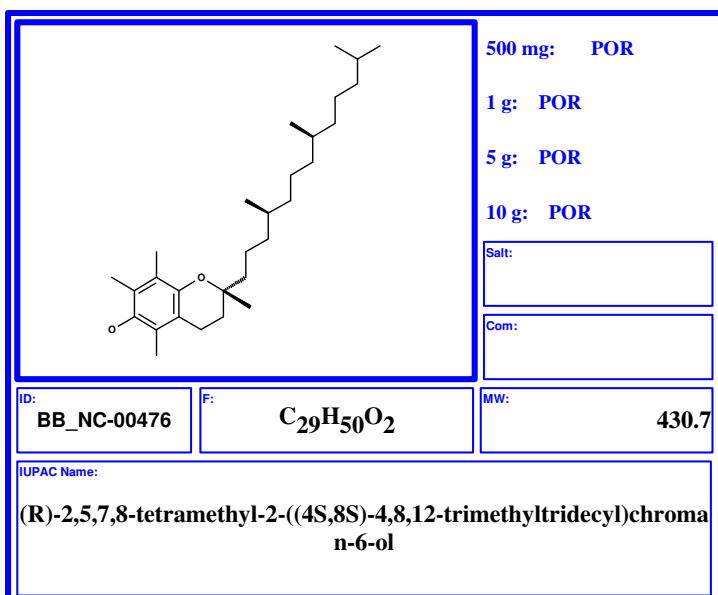 500 mg: POR
1 g: POR
5 g: POR
10 g: POR
O
O
Salt:
Com:
ID:
BB_NC-00476
F:
C29H50O2
MW:
430.7
IUPAC Name:
(R)-2,5,7,8-tetramethyl-2-((4S,8S)-4,8,12-trimethyltridecyl)chroma
n-6-ol